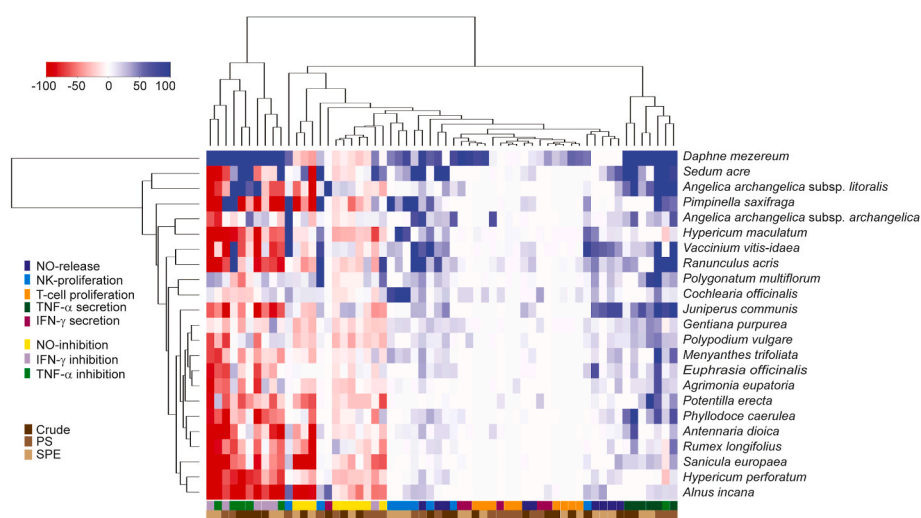 -100 -50 0 50 100
Daphne mezereum
Sedum acre
Angelica archangelica subsp. litoralis
Pimpinella saxifraga
Angelica archangelica subsp. archangelica
Hypericum maculatum
Vaccinium vitis-idaea
Ranunculus acris
Polygonatum multiflorum
Cochlearia officinalis
Juniperus communis
Gentiana purpurea
Polypodium vulgare
Menyanthes trifoliata
Euphrasia officinalis
Agrimonia eupatoria
Potentilla erecta
Phyllodoce caerulea
Antennaria dioica
Rumex longifolius
Sanicula europaea
Hypericum perforatum
Alnus incana
NO-release
NK-proliferation
T-cell proliferation
TNF-α secretion
IFN-γ secretion
NO-inhibition
IFN-γ inhibition
TNF-α inhibition
Crude
PS
SPE